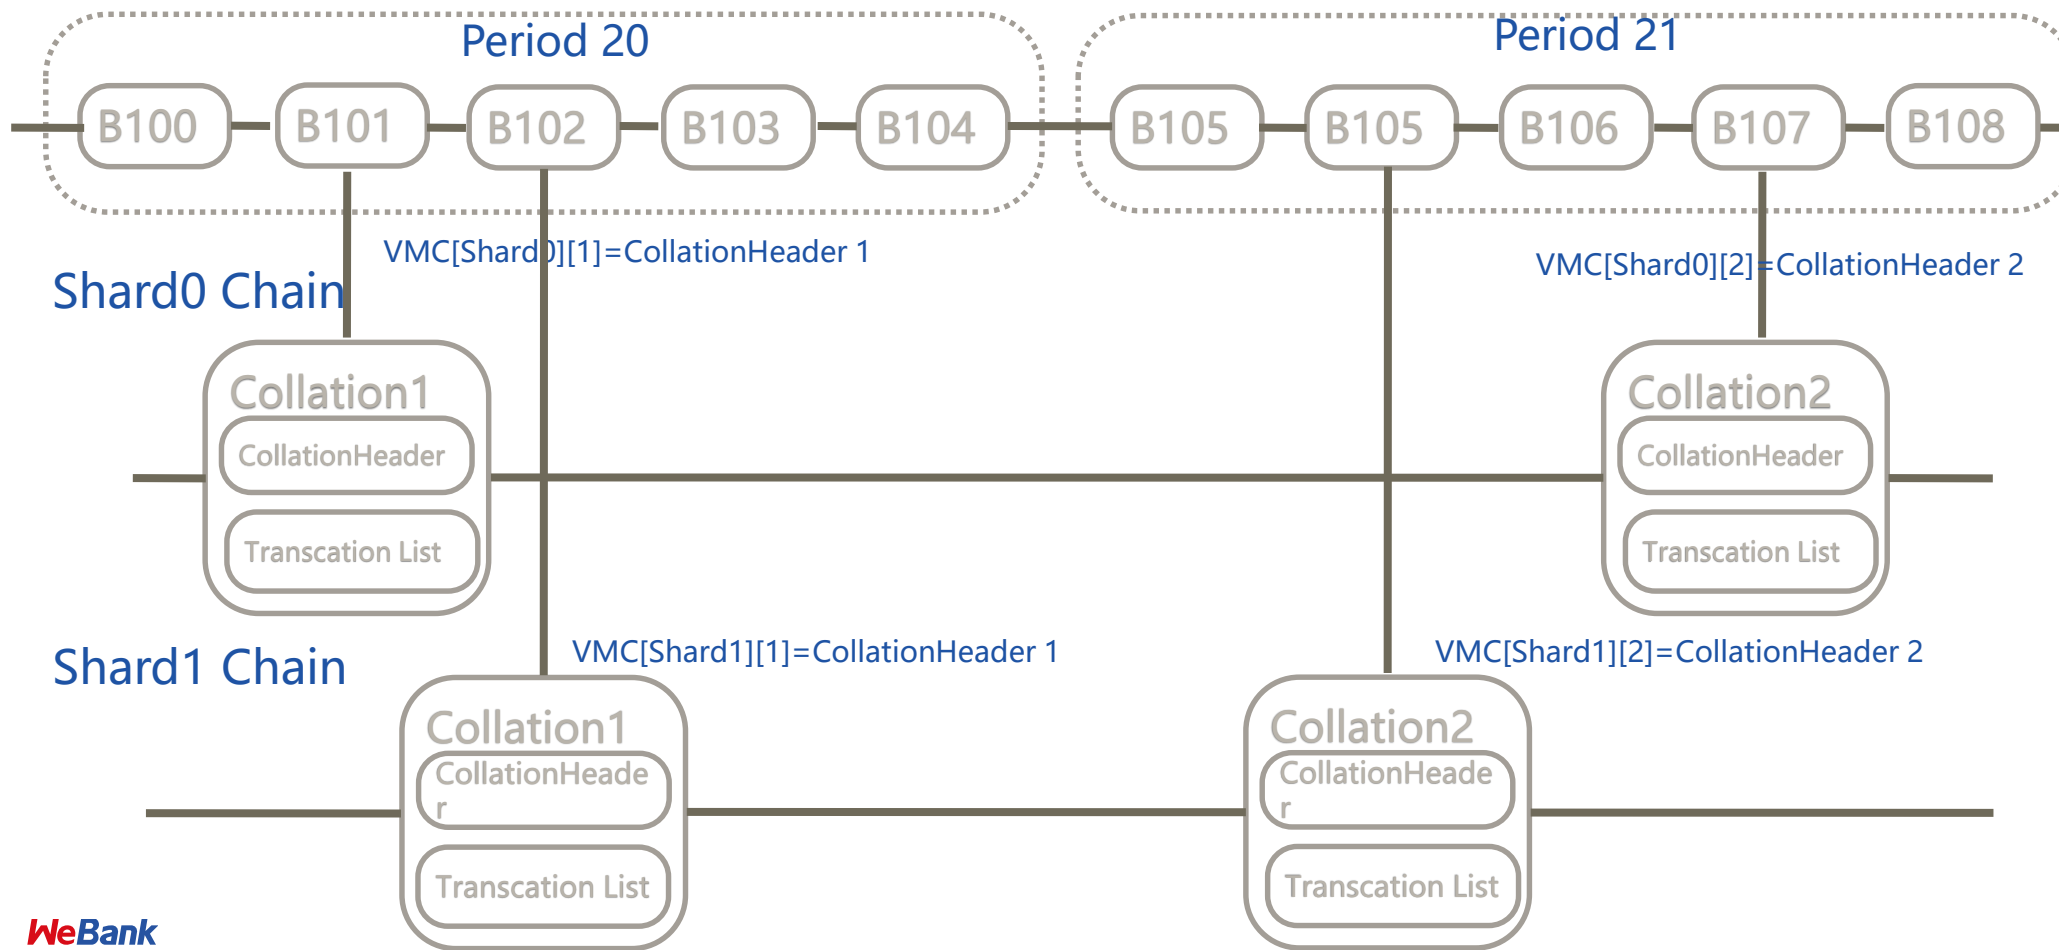 Period 20
Period 21
B100
B101
B102
B103
B104
B105
B105
B106
B107
B108
VMC[Shard0][1]=CollationHeader 1
VMC[Shard0][2]=CollationHeader 2
Shard0 Chain
Collation1
CollationHeader
Transcation List
Collation2
CollationHeader
Transcation List
VMC[Shard1][1]=CollationHeader 1
VMC[Shard1][2]=CollationHeader 2
Shard1 Chain
Collation1
CollationHeade
r
Transcation List
Collation2
CollationHeade
r
Transcation List
WeBank